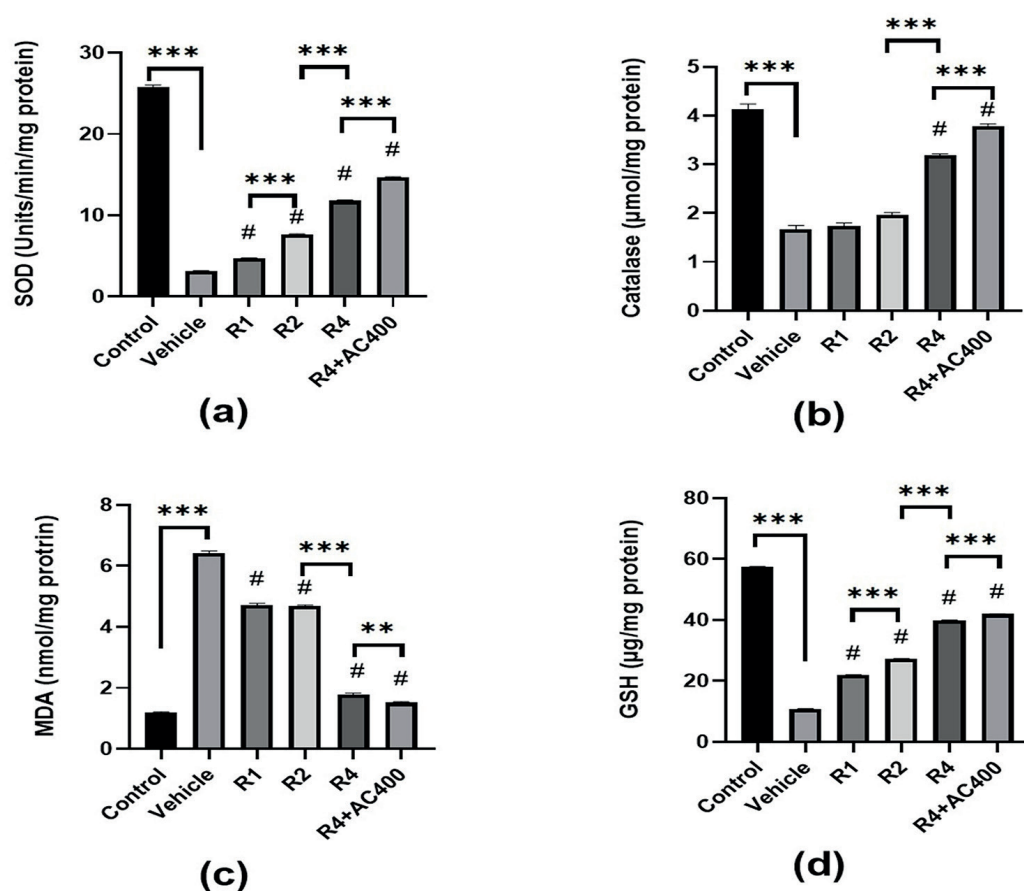 SOD (Units/min/mg protein)
30
20
10
0
***
***
***
***
#
#
#
#
Control
Vehicle
R1
R2
R4
R4+AC400
(a)
Catalase (µmol/mg protein)
5
4
3
2
1
0
***
***
***
#
#
Control
Vehicle
R1
R2
R4
R4+AC400
(b)
MDA (nmol/mg protrin)
8
6
4
2
0
***
***
**
#
#
#
#
Control
Vehicle
R1
R2
R4
R4+AC400
(c)
GSH (µg/mg protein)
80
60
40
20
0
***
***
***
***
#
#
#
#
Control
Vehicle
R1
R2
R4
R4+AC400
(d)